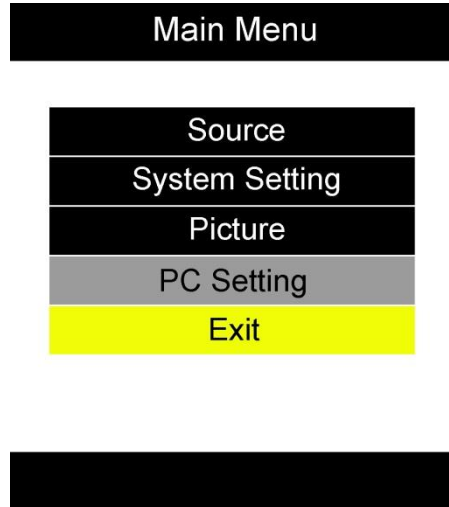 Main Menu
Source
System Setting
Picture
PC Setting
Exit